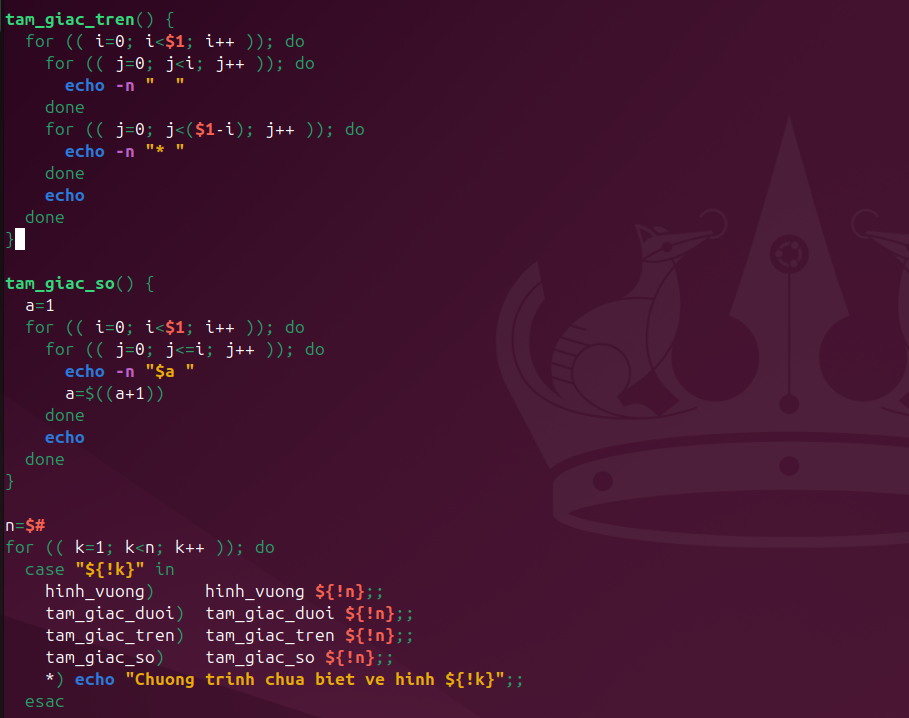 tam_giac_tren() {
  for (( i=0; i<$1; i++ )); do
    for (( j=0; j<i; j++ )); do
      echo -n "  "
    done
    for (( j=0; j<($1-i); j++ )); do
      echo -n "* "
    done
    echo
  done
}

tam_giac_so() {
  a=1
  for (( i=0; i<$1; i++ )); do
    for (( j=0; j<=i; j++ )); do
      echo -n "$a "
      a=$((a+1))
    done
    echo
  done
}

n=$#
for (( k=1; k<n; k++ )); do
  case "${!k}" in
    hinh_vuong)     hinh_vuong ${!n};;
    tam_giac_duoi)  tam_giac_duoi ${!n};;
    tam_giac_tren)  tam_giac_tren ${!n};;
    tam_giac_so)    tam_giac_so ${!n};;
    *) echo "Chuong trinh chua biet ve hinh ${!k}";;
  esac